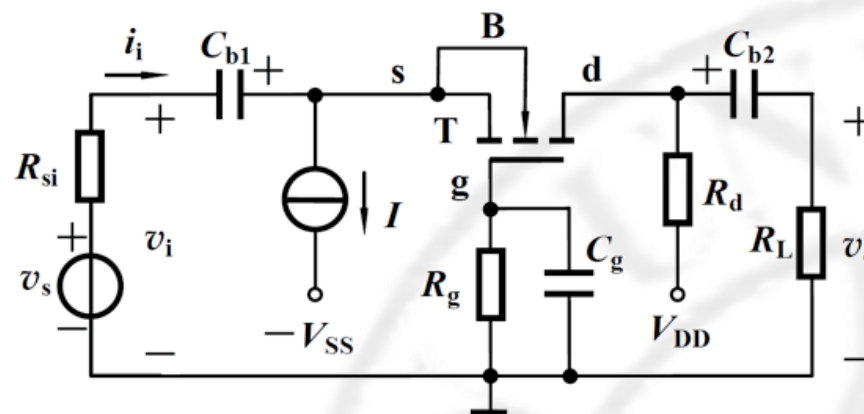 i_i
C_b1
+
B
s
d
C_b2
+
+
+
T
R_si
g
I
R_d
R_L
+
v_i
v_s
R_g
C_g
−
−V_SS
V_DD
−
−